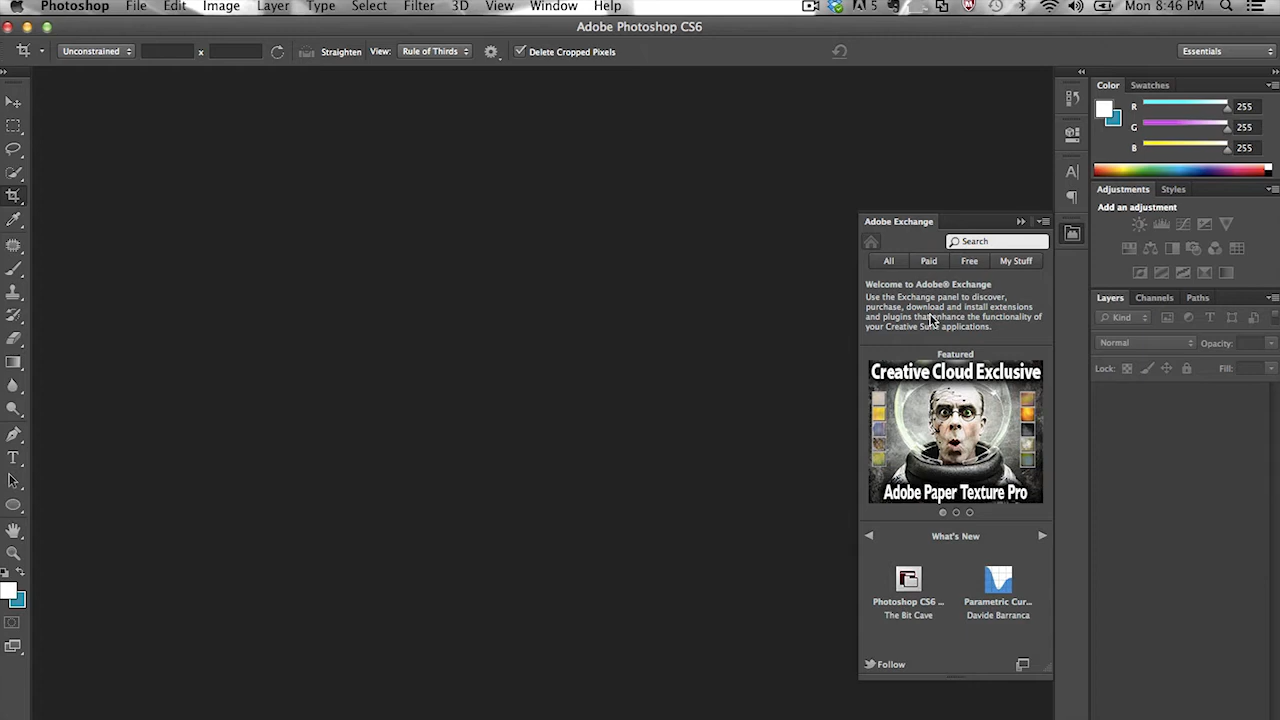 Photoshop File Edit Image Layer Type Select Filter 3D View Window Help
5 Mon 8:46 PM
Adobe Photoshop CS6
Unconstrained x Straighten View: Rule of Thirds Delete Cropped Pixels Essentials
Color Swatches
R 255
G 255
B 255
Adjustments Styles
Add an adjustment
Adobe Exchange
Search
All Paid Free My Stuff
Welcome to Adobe® Exchange
Use the Exchange panel to discover,
purchase, download and install extensions
and plugins that enhance the functionality of
your Creative Suite applications.
Featured
Creative Cloud Exclusive
Adobe Paper Texture Pro
What's New
Photoshop CS6 ... Parametric Cur...
The Bit Cave Davide Barranca
Follow
Layers Channels Paths
Kind T
Normal Opacity:
Lock: Fill:
A
T